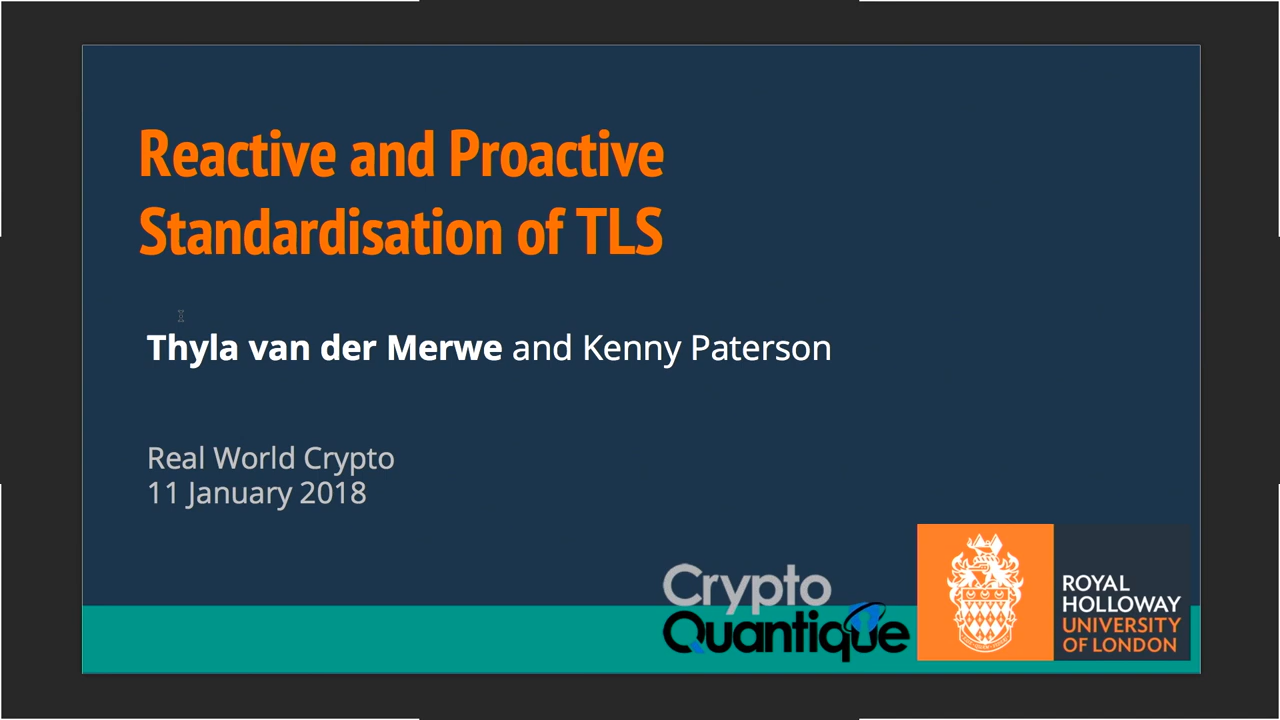 Reactive and Proactive
Standardisation of TLS
Thyla van der Merwe and Kenny Paterson
Real World Crypto
11 January 2018
Crypto
Quantique
ROYAL
HOLLOWAY
UNIVERSITY
OF LONDON